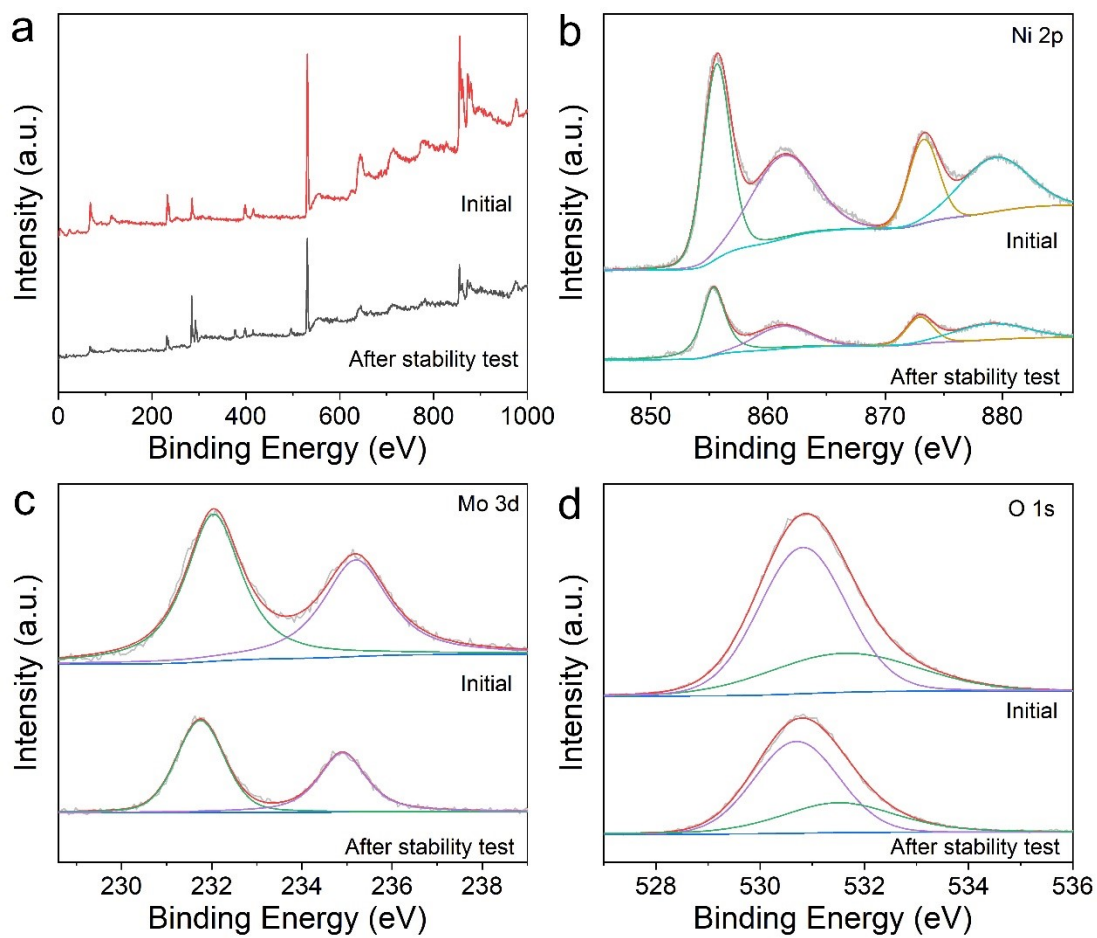 a
Intensity (a.u.)
Initial
After stability test
0 200 400 600 800 1000
Binding Energy (eV)
b
Ni 2p
Intensity (a.u.)
Initial
After stability test
850 860 870 880
Binding Energy (eV)
c
Mo 3d
Intensity (a.u.)
Initial
After stability test
230 232 234 236 238
Binding Energy (eV)
d
O 1s
Intensity (a.u.)
Initial
After stability test
528 530 532 534 536
Binding Energy (eV)